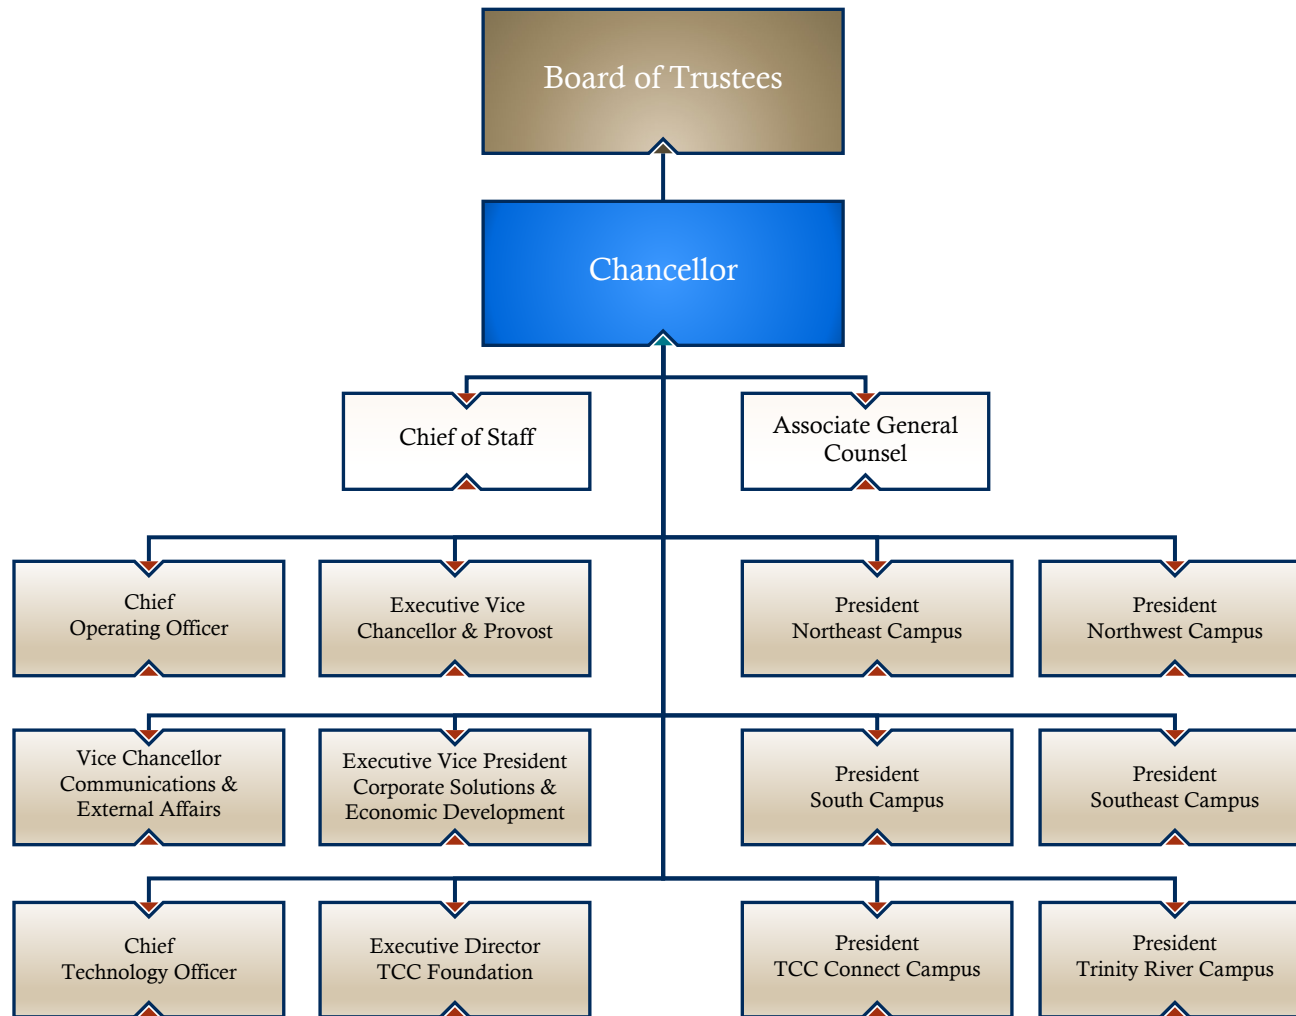 Board of Trustees
Chancellor
Chief of Staff
Associate General
Counsel
Chief
Operating Officer
Executive Vice
Chancellor & Provost
President
Northeast Campus
President
Northwest Campus
Vice Chancellor
Communications &
External Affairs
Executive Vice President
Corporate Solutions &
Economic Development
President
South Campus
President
Southeast Campus
Chief
Technology Officer
Executive Director
TCC Foundation
President
TCC Connect Campus
President
Trinity River Campus